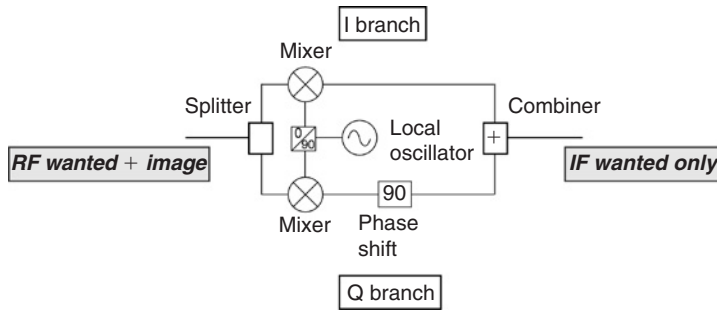 I branch
Mixer
Splitter
Combiner
0/90
Local
oscillator
+
RF wanted + image
IF wanted only
90
Mixer
Phase
shift
Q branch